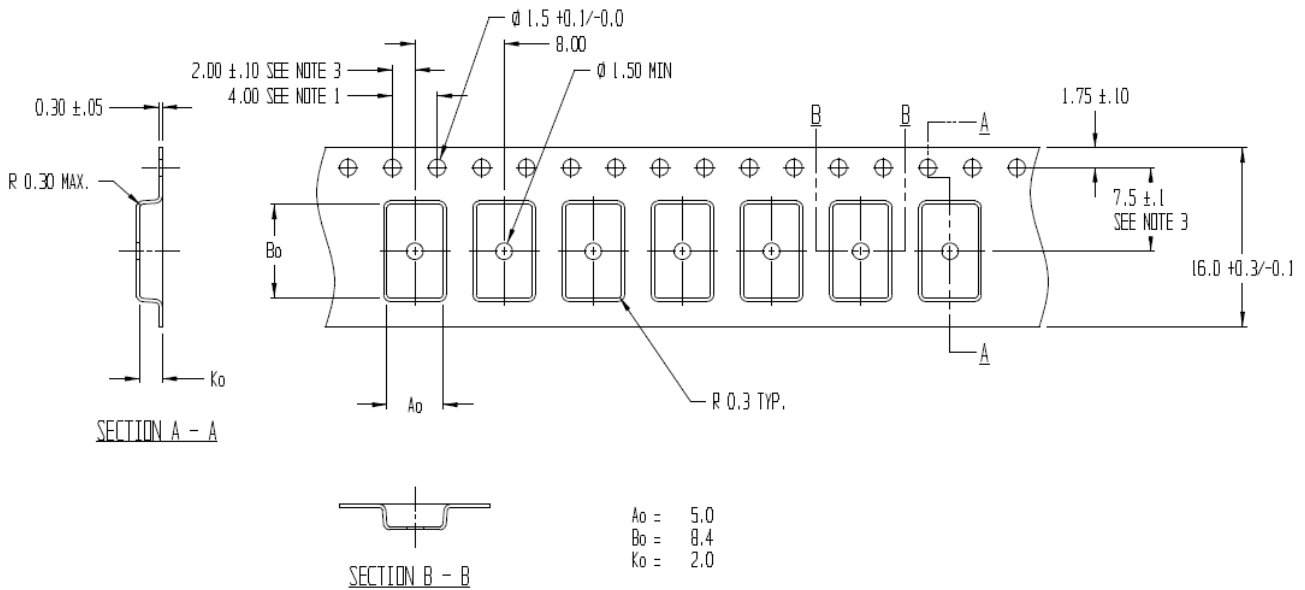 Ø 1.5 +0.1/-0.0
8.00
2.00 ±.10 SEE NOTE 3
Ø 1.50 MIN
4.00 SEE NOTE 1
0.30 ±.05
1.75 ±.10
B B
A
R 0.30 MAX.
7.5 ±.1
SEE NOTE 3
Bo
16.0 +0.3/-0.1
A
Ko
Ao
R 0.3 TYP.
SECTION A - A
Ao = 5.0
Bo = 8.4
Ko = 2.0
SECTION B - B